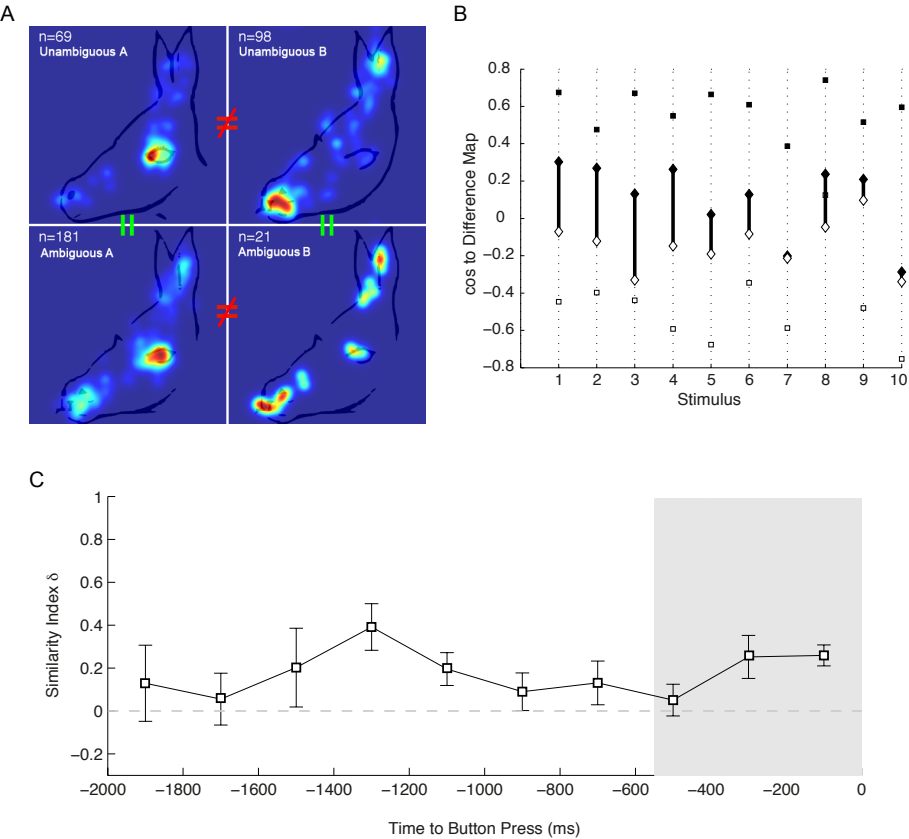 A
n=69
Unambiguous A
n=98
Unambiguous B
n=181
Ambiguous A
n=21
Ambiguous B
B
0.8
0.6
0.4
0.2
0
−0.2
−0.4
−0.6
−0.8
cos to Difference Map
1 2 3 4 5 6 7 8 9 10
Stimulus
C
1
0.8
0.6
0.4
0.2
0
−0.2
Similarity Index δ
−2000 −1800 −1600 −1400 −1200 −1000 −800 −600 −400 −200 0
Time to Button Press (ms)